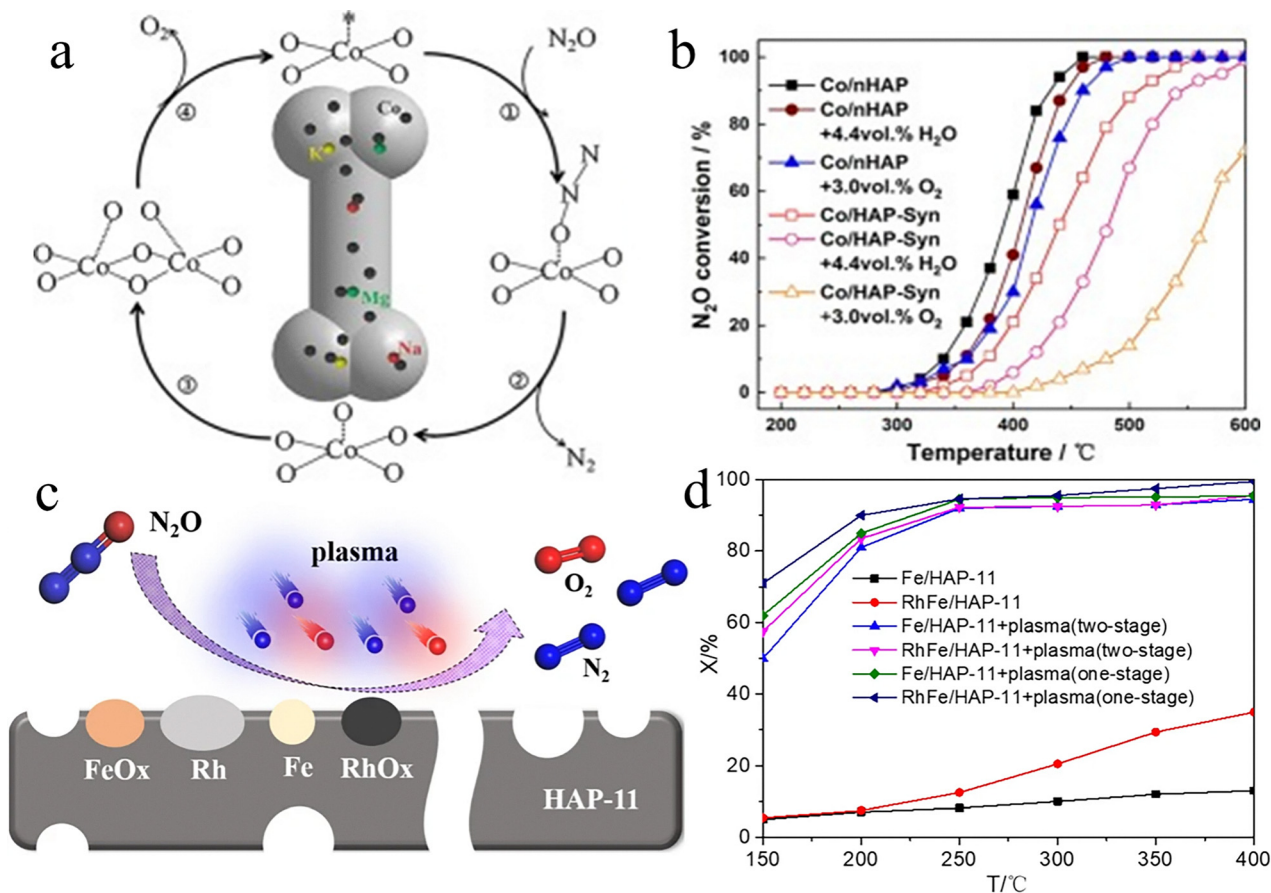 a
O₂
*
O
O
Co
O
O
N₂O
④
①
K
Co
N
N
O
O
O
Co
O
O
O
O
O
O
Co
O
Co
O
O
O
Mg
Na
③
②
O
O
O
Co
O
O
N₂
b
N₂O conversion / %
100
80
60
40
20
0
Co/nHAP
Co/nHAP
+4.4vol.% H₂O
Co/nHAP
+3.0vol.% O₂
Co/HAP-Syn
Co/HAP-Syn
+4.4vol.% H₂O
Co/HAP-Syn
+3.0vol.% O₂
200
300
400
500
600
Temperature / ℃
c
N₂O
plasma
O₂
N₂
FeOx
Rh
Fe
RhOx
HAP-11
d
X/%
100
80
60
40
20
0
Fe/HAP-11
RhFe/HAP-11
Fe/HAP-11+plasma(two-stage)
RhFe/HAP-11+plasma(two-stage)
Fe/HAP-11+plasma(one-stage)
RhFe/HAP-11+plasma(one-stage)
150
200
250
300
350
400
T/℃